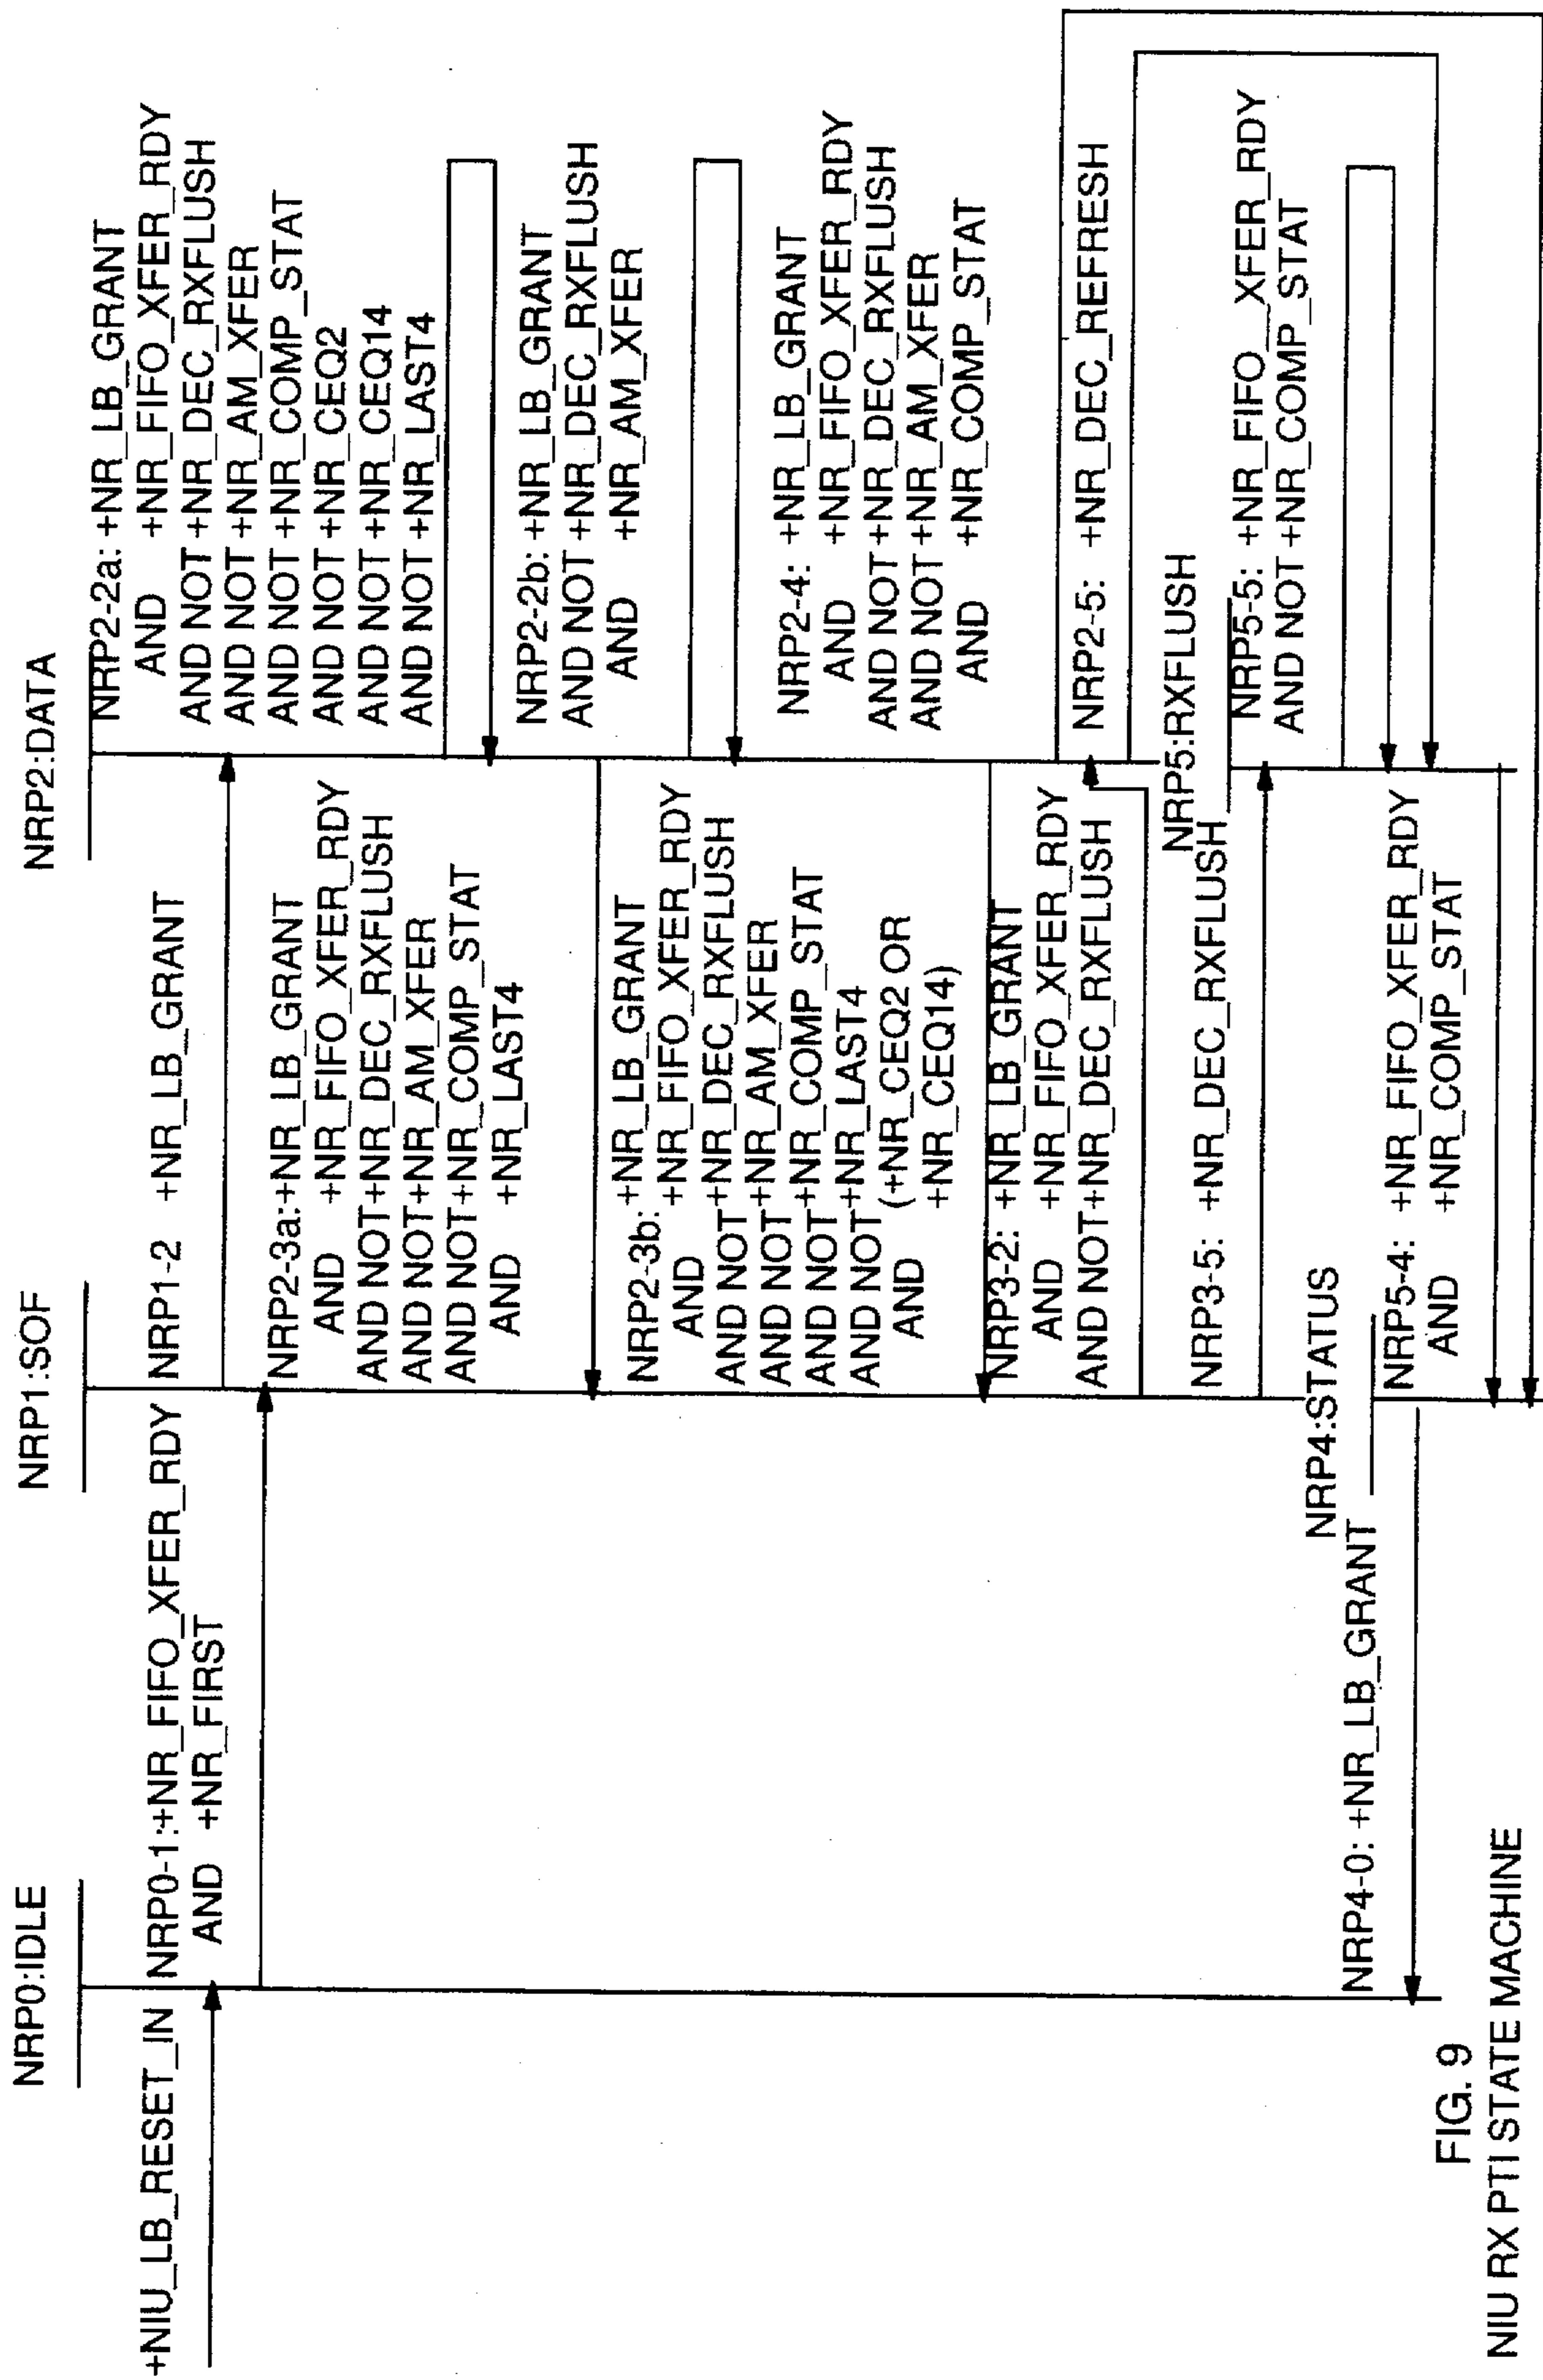 NRP0:IDLE
+NIU_LB_RESET_IN
NRP0-1:+NR_FIFO_XFER_RDY
AND +NR_FIRST
NRP4-0: +NR_LB_GRANT
NRP1:SOF
NRP1-2 +NR_LB_GRANT
NRP2-3a:+NR_LB_GRANT
AND +NR_FIFO_XFER_RDY
AND NOT+NR_DEC_RXFLUSH
AND NOT+NR_AM_XFER
AND NOT+NR_COMP_STAT
AND +NR_LAST4
NRP2-3b:+NR_LB_GRANT
AND +NR_FIFO_XFER_RDY
AND NOT+NR_DEC_RXFLUSH
AND NOT+NR_AM_XFER
AND NOT+NR_COMP_STAT
AND NOT+NR_LAST4
AND (+NR_CEQ2 OR
+NR_CEQ14)
NRP3-2: +NR_LB_GRANT
AND +NR_FIFO_XFER_RDY
AND NOT+NR_DEC_RXFLUSH
NRP3-5: +NR_DEC_RXFLUSH
NRP4:STATUS
NRP5-4: +NR_FIFO_XFER_RDY
AND +NR_COMP_STAT
NRP2:DATA
NRP2-2a: +NR_LB_GRANT
AND +NR_FIFO_XFER_RDY
AND NOT +NR_DEC_RXFLUSH
AND NOT +NR_AM_XFER
AND NOT +NR_COMP_STAT
AND NOT +NR_CEQ2
AND NOT +NR_CEQ14
AND NOT +NR_LAST4
NRP2-2b: +NR_LB_GRANT
AND NOT +NR_DEC_RXFLUSH
AND +NR_AM_XFER
NRP2-4: +NR_LB_GRANT
AND +NR_FIFO_XFER_RDY
AND NOT +NR_DEC_RXFLUSH
AND NOT +NR_AM_XFER
AND +NR_COMP_STAT
NRP2-5: +NR_DEC_REFRESH
NRP5:RXFLUSH
NRP5-5: +NR_FIFO_XFER_RDY
AND NOT +NR_COMP_STAT
FIG. 9
NIU RX PTI STATE MACHINE